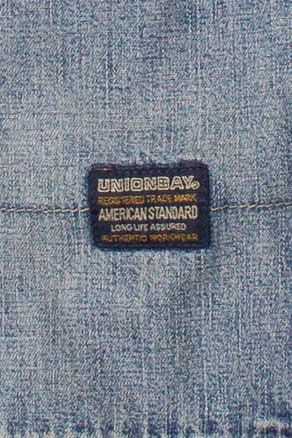 UNIONBAY®
REGISTERED TRADE MARK
AMERICAN STANDARD
LONG LIFE ASSURED
AUTHENTIC WORKWEAR